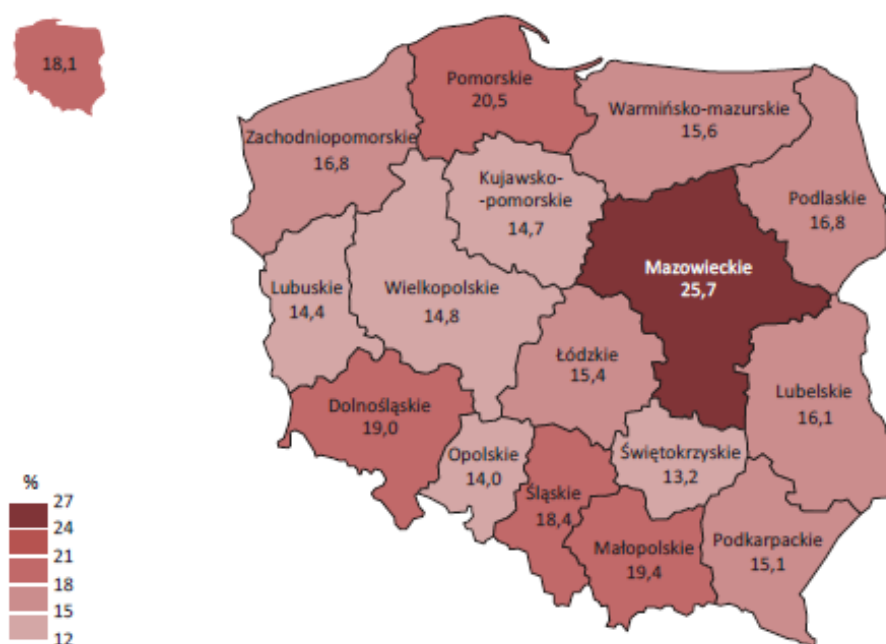 18,1
Pomorskie
20,5
Warmińsko-mazurskie
15,6
Zachodniopomorskie
16,8
Kujawsko-
-pomorskie
14,7
Podlaskie
16,8
Mazowieckie
25,7
Lubuskie
14,4
Wielkopolskie
14,8
Łódzkie
15,4
Lubelskie
16,1
Dolnośląskie
19,0
Opolskie
14,0
Świętokrzyskie
13,2
Śląskie
18,4
Małopolskie
19,4
Podkarpackie
15,1
%
27
24
21
18
15
12